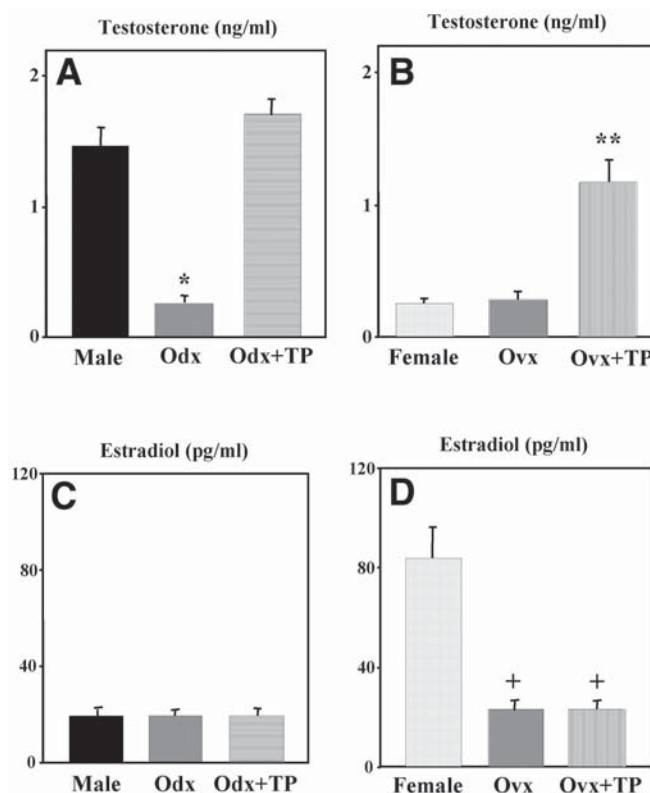 Testosterone (ng/ml)
A
2
1
0
*
Male Odx Odx+TP
Testosterone (ng/ml)
B
2
1
0
**
Female Ovx Ovx+TP
Estradiol (pg/ml)
C
120
80
40
0
Male Odx Odx+TP
Estradiol (pg/ml)
D
120
80
40
0
+ +
Female Ovx Ovx+TP